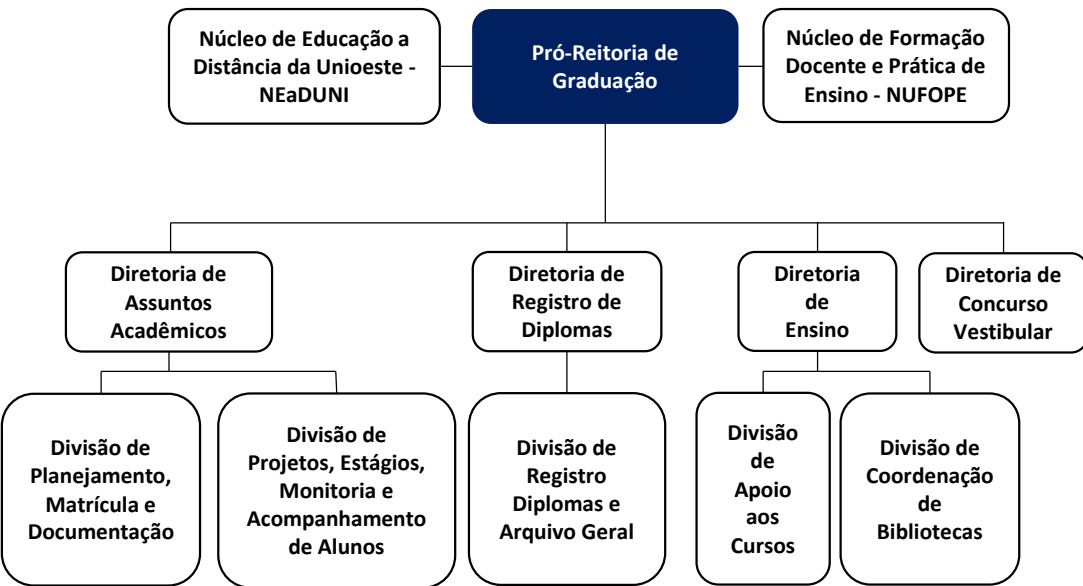 Núcleo de Educação a
Distância da Unioeste -
NEaDUNI
Pró-Reitoria de
Graduação
Núcleo de Formação
Docente e Prática de
Ensino - NUFOPE
Diretoria de
Assuntos
Acadêmicos
Diretoria de
Registro de
Diplomas
Diretoria
de
Ensino
Diretoria de
Concurso
Vestibular
Divisão de
Planejamento,
Matrícula e
Documentação
Divisão de
Projetos, Estágios,
Monitoria e
Acompanhamento
de Alunos
Divisão de
Registro
Diplomas e
Arquivo Geral
Divisão
de
Apoio
aos
Cursos
Divisão de
Coordenação
de
Bibliotecas